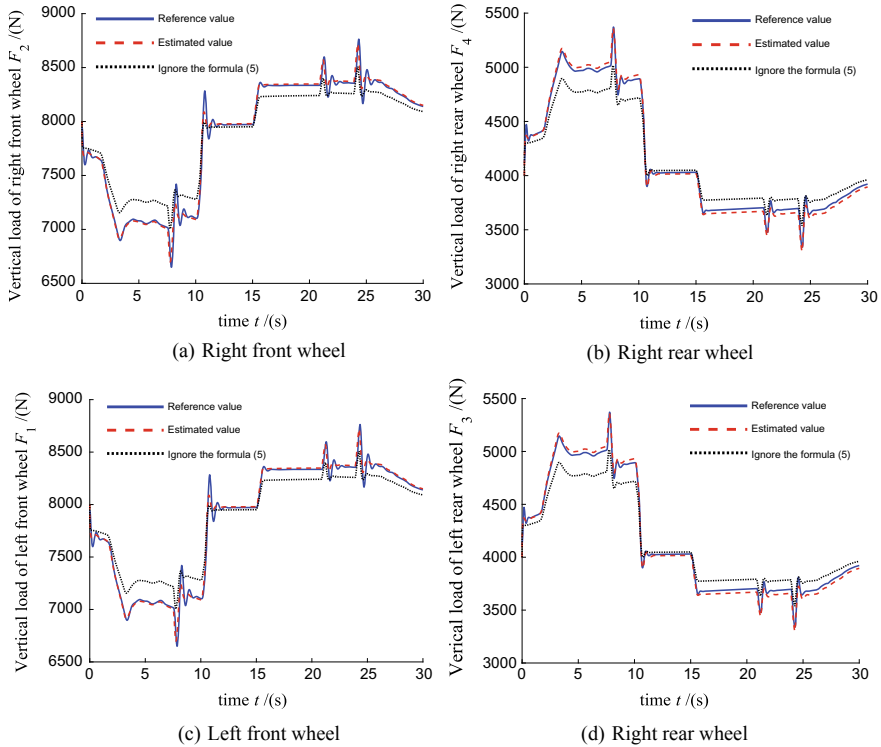 Vertical load of right front wheel F2 /(N)
9000
8500
8000
7500
7000
6500
Reference value
Estimated value
Ignore the formula (5)
0 5 10 15 20 25 30
time t /(s)
(a) Right front wheel
Vertical load of right rear wheel F4 /(N)
5500
5000
4500
4000
3500
3000
Reference value
Estimated value
Ignore the formula (5)
0 5 10 15 20 25 30
time t /(s)
(b) Right rear wheel
Verical load of left front wheel F1 /(N)
9000
8500
8000
7500
7000
6500
Reference value
Estimated value
Ignore the formula (5)
0 5 10 15 20 25 30
time t /(s)
(c) Left front wheel
Verical load of left rear wheel F3 /(N)
5500
5000
4500
4000
3500
3000
Reference value
Estimated value
Ignore the formula (5)
0 5 10 15 20 25 30
time t /(s)
(d) Right rear wheel